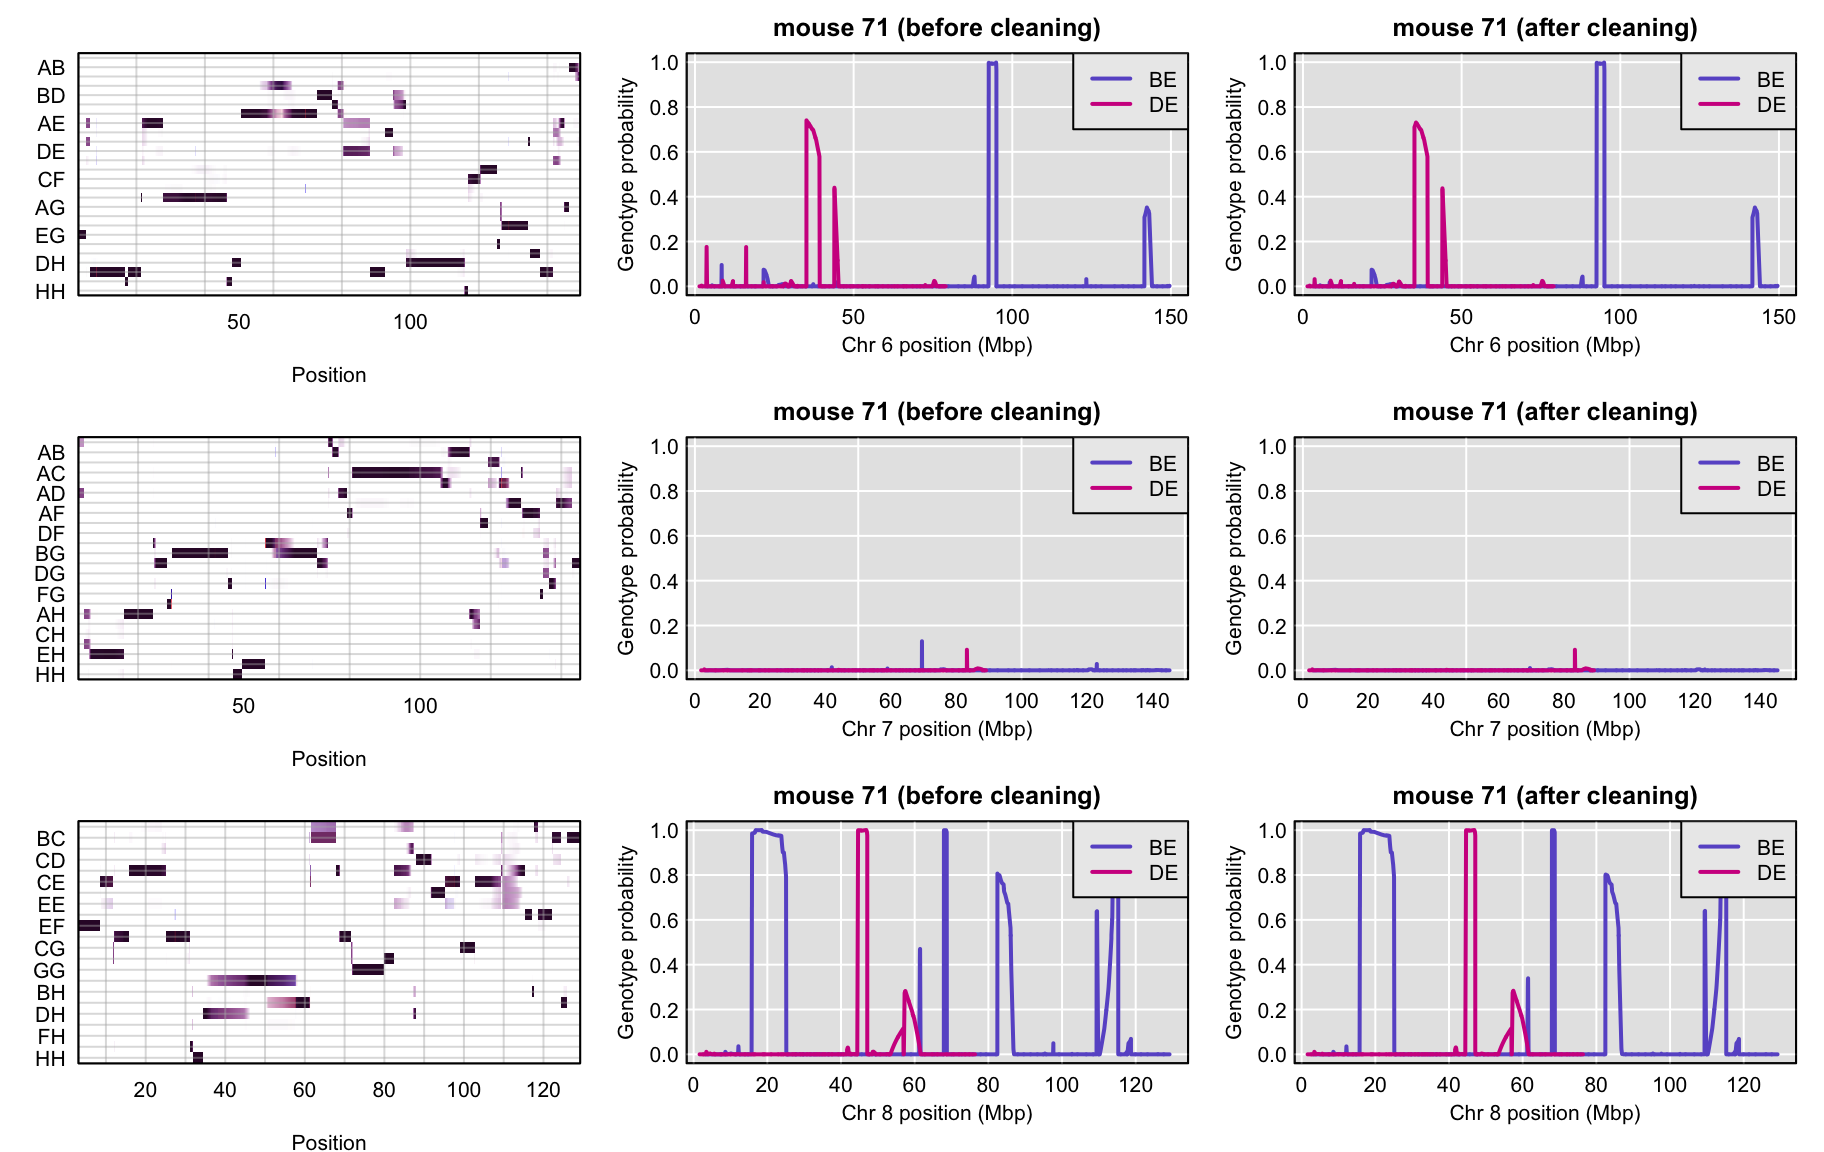 mouse 71 (before cleaning)
mouse 71 (after cleaning)
AB
BD
AE
DE
CF
AG
EG
DH
HH
50 100
Position
Genotype probability
1.0
0.8
0.6
0.4
0.2
0.0
BE
DE
0 50 100 150
Chr 6 position (Mbp)
Genotype probability
1.0
0.8
0.6
0.4
0.2
0.0
BE
DE
0 50 100 150
Chr 6 position (Mbp)
mouse 71 (before cleaning)
mouse 71 (after cleaning)
AB
AC
AD
AF
DF
BG
DG
FG
AH
CH
EH
HH
50 100
Position
Genotype probability
1.0
0.8
0.6
0.4
0.2
0.0
BE
DE
0 20 40 60 80 100 120 140
Chr 7 position (Mbp)
Genotype probability
1.0
0.8
0.6
0.4
0.2
0.0
BE
DE
0 20 40 60 80 100 120 140
Chr 7 position (Mbp)
mouse 71 (before cleaning)
mouse 71 (after cleaning)
BC
CD
CE
EE
EF
CG
GG
BH
DH
FH
HH
20 40 60 80 100 120
Position
Genotype probability
1.0
0.8
0.6
0.4
0.2
0.0
BE
DE
0 20 40 60 80 100 120
Chr 8 position (Mbp)
Genotype probability
1.0
0.8
0.6
0.4
0.2
0.0
BE
DE
0 20 40 60 80 100 120
Chr 8 position (Mbp)